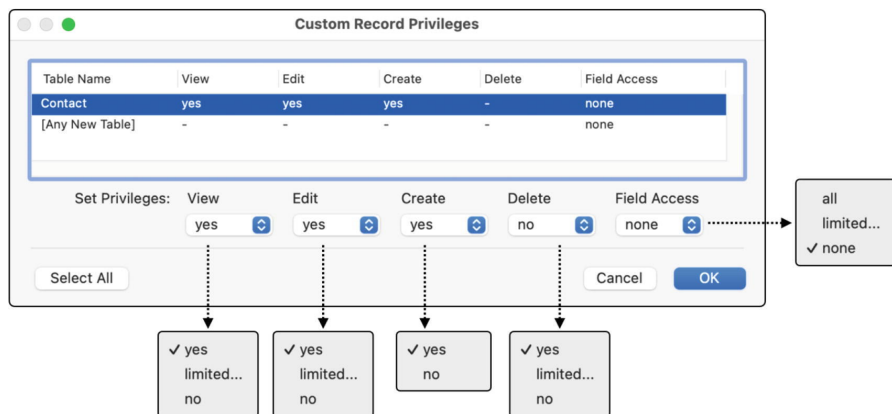 Custom Record Privileges
Table Name View Edit Create Delete Field Access
Contact yes yes yes - none
[Any New Table] - - - - none
Set Privileges: View Edit Create Delete Field Access
yes yes yes no none
Select All Cancel OK
all
limited...
✓ none
✓ yes ✓ yes ✓ yes ✓ yes
limited... limited... no limited...
no no no